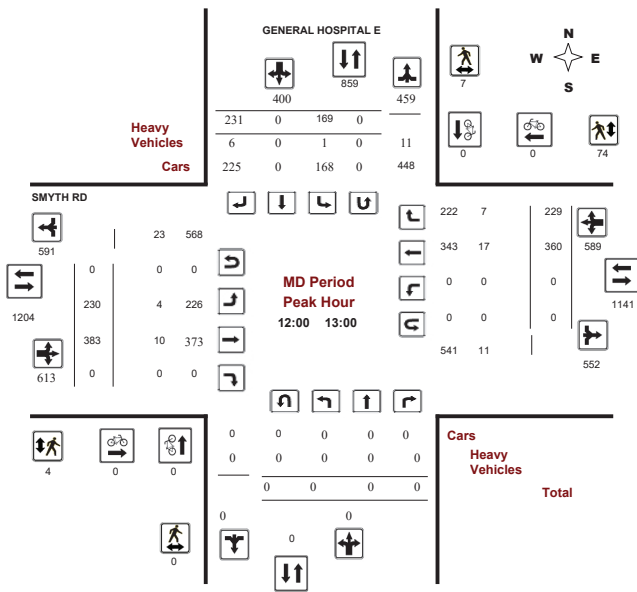 GENERAL HOSPITAL E
N
W E
S
859
7
400 459
231 0 169 0
Heavy
Vehicles
6 0 1 0 11
Cars
225 0 168 0 448
0 0 74
SMYTH RD
23 568
591
222 7 229
589
0 0 0
343 17 360
MD Period
Peak Hour
12:00 13:00
1204
230 4 226
0 0 0
1141
383 10 373
0 0 0
613
0 0 0
541 11
552
0 0 0 0 0
Cars
0 0 0 0 0
Heavy
Vehicles
4 0 0
0 0 0 0
Total
0 0
0
0